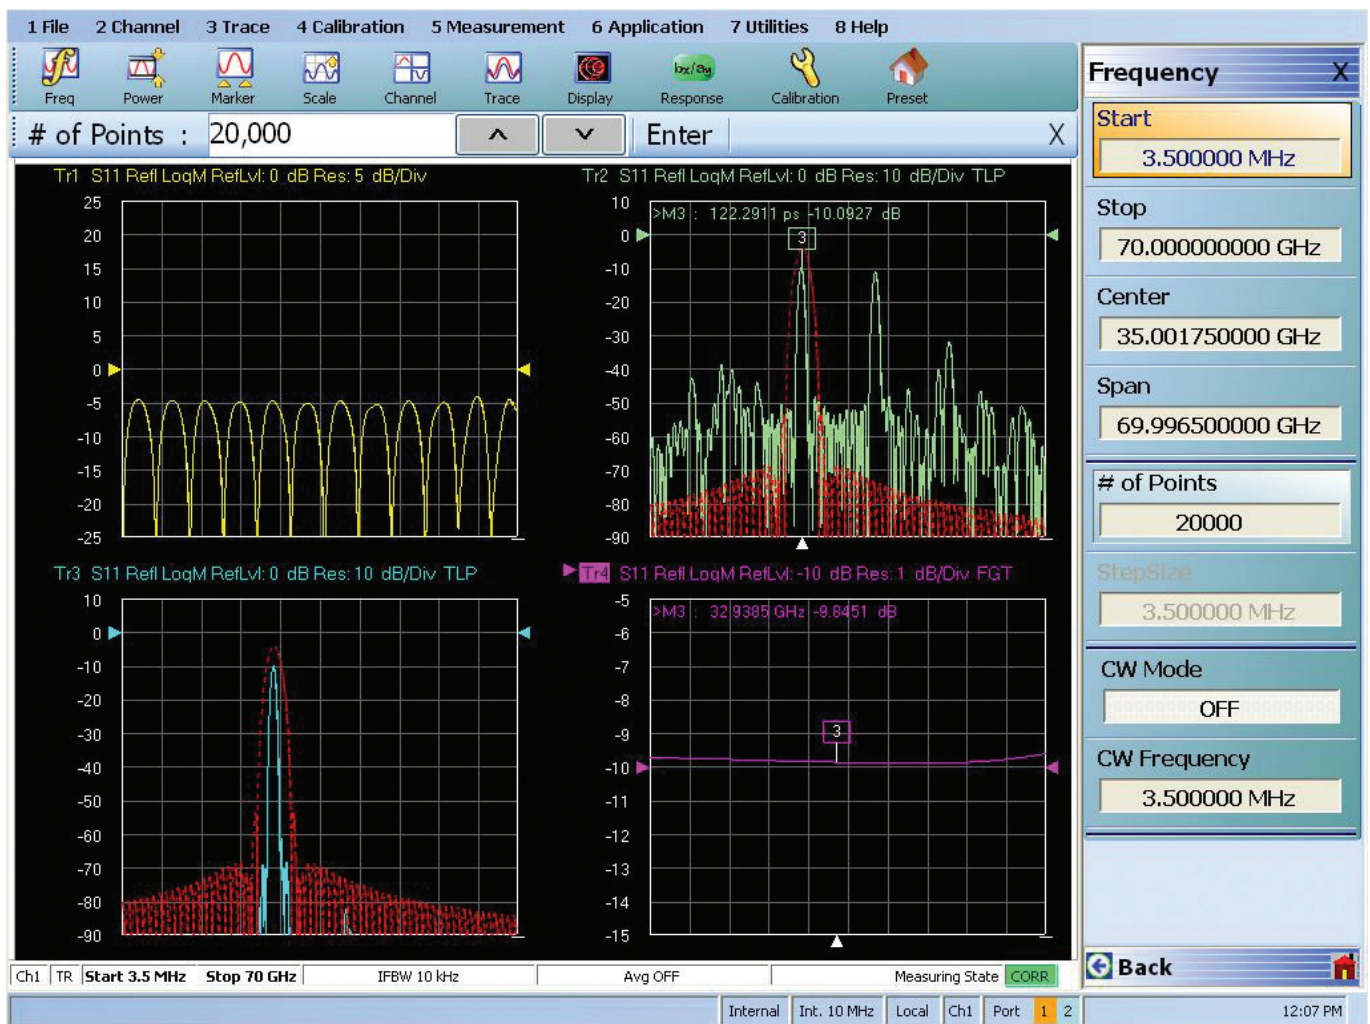 1 File 2 Channel 3 Trace 4 Calibration 5 Measurement 6 Application 7 Utilities 8 Help
Freq Power Marker Scale Channel Trace Display bx/ay Response Calibration Preset
# of Points : 20,000 Enter X
Tr1 S11 Refl LogM RefLvl: 0 dB Res: 5 dB/Div
25
20
15
10
5
0
-5
-10
-15
-20
-25
Tr2 S11 Refl LogM RefLvl: 0 dB Res: 10 dB/Div TLP
>M3 : 122.2911 ps -10.0927 dB
3
10
0
-10
-20
-30
-40
-50
-60
-70
-80
-90
Tr3 S11 Refl LogM RefLvl: 0 dB Res: 10 dB/Div TLP
10
0
-10
-20
-30
-40
-50
-60
-70
-80
-90
Tr4 S11 Refl LogM RefLvl: -10 dB Res: 1 dB/Div FGT
>M3 : 32.9385 GHz -9.8451 dB
3
-5
-6
-7
-8
-9
-10
-11
-12
-13
-14
-15
Ch1 TR Start 3.5 MHz Stop 70 GHz IFBW 10 kHz Avg OFF Measuring State CORR
Frequency X
Start
3.500000 MHz
Stop
70.000000000 GHz
Center
35.001750000 GHz
Span
69.996500000 GHz
# of Points
20000
StepSize
3.500000 MHz
CW Mode
OFF
CW Frequency
3.500000 MHz
Back
Internal Int. 10 MHz Local Ch1 Port 1 2 12:07 PM